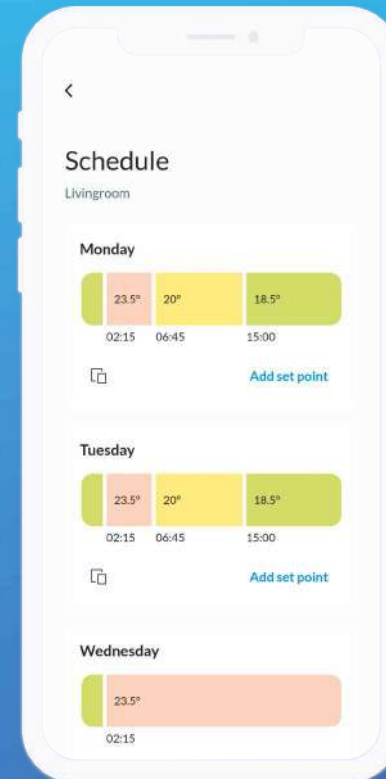 Schedule
Livingroom
Monday
23.5° 20° 18.5°
02:15 06:45 15:00
Add set point
Tuesday
23.5° 20° 18.5°
02:15 06:45 15:00
Add set point
Wednesday
23.5°
02:15